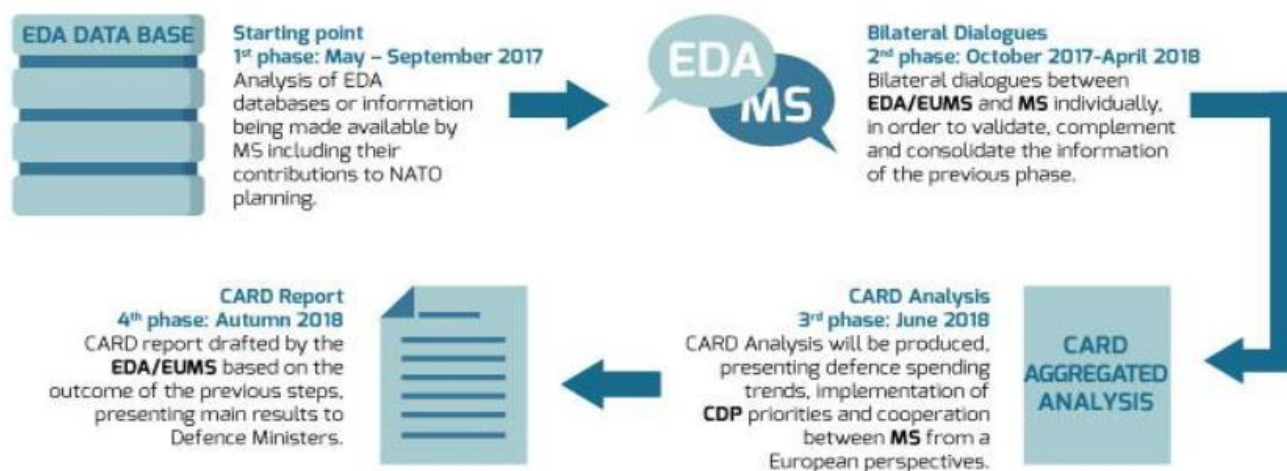 EDA DATA BASE
Starting point
1st phase: May – September 2017
Analysis of EDA
databases or information
being made available by
MS including their
contributions to NATO
planning.
EDA
MS
Bilateral Dialogues
2nd phase: October 2017-April 2018
Bilateral dialogues between
EDA/EUMS and MS individually,
in order to validate, complement
and consolidate the information
of the previous phase.
CARD
AGGREGATED
ANALYSIS
CARD Analysis
3rd phase: June 2018
CARD Analysis will be produced,
presenting defence spending
trends, implementation of
CDP priorities and cooperation
between MS from a
European perspectives.
CARD Report
4th phase: Autumn 2018
CARD report drafted by the
EDA/EUMS based on the
outcome of the previous steps,
presenting main results to
Defence Ministers.